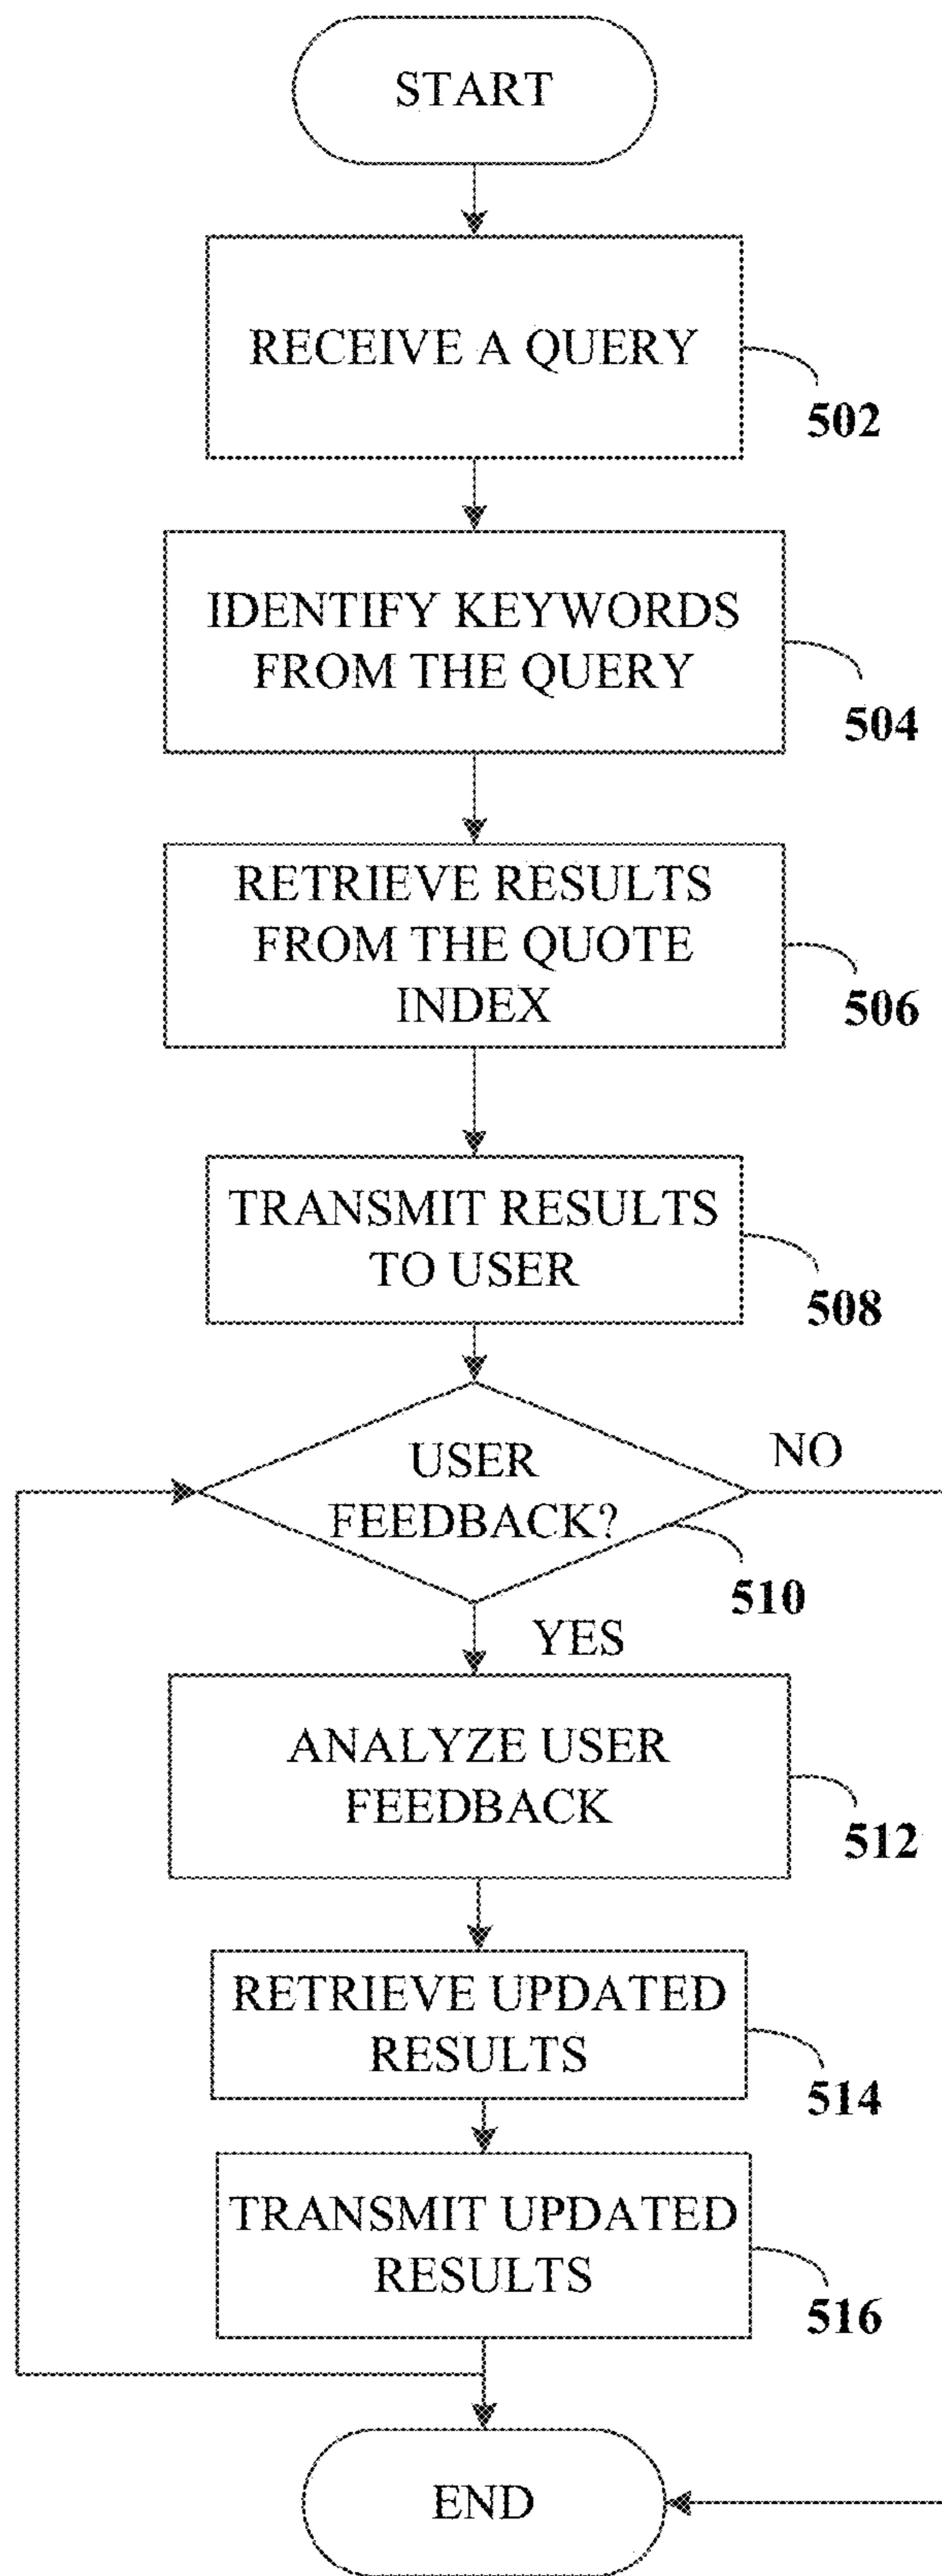 START
RECEIVE A QUERY
502
IDENTIFY KEYWORDS
FROM THE QUERY
504
RETRIEVE RESULTS
FROM THE QUOTE
INDEX
506
TRANSMIT RESULTS
TO USER
508
USER
FEEDBACK?
NO
510
YES
ANALYZE USER
FEEDBACK
512
RETRIEVE UPDATED
RESULTS
514
TRANSMIT UPDATED
RESULTS
516
END